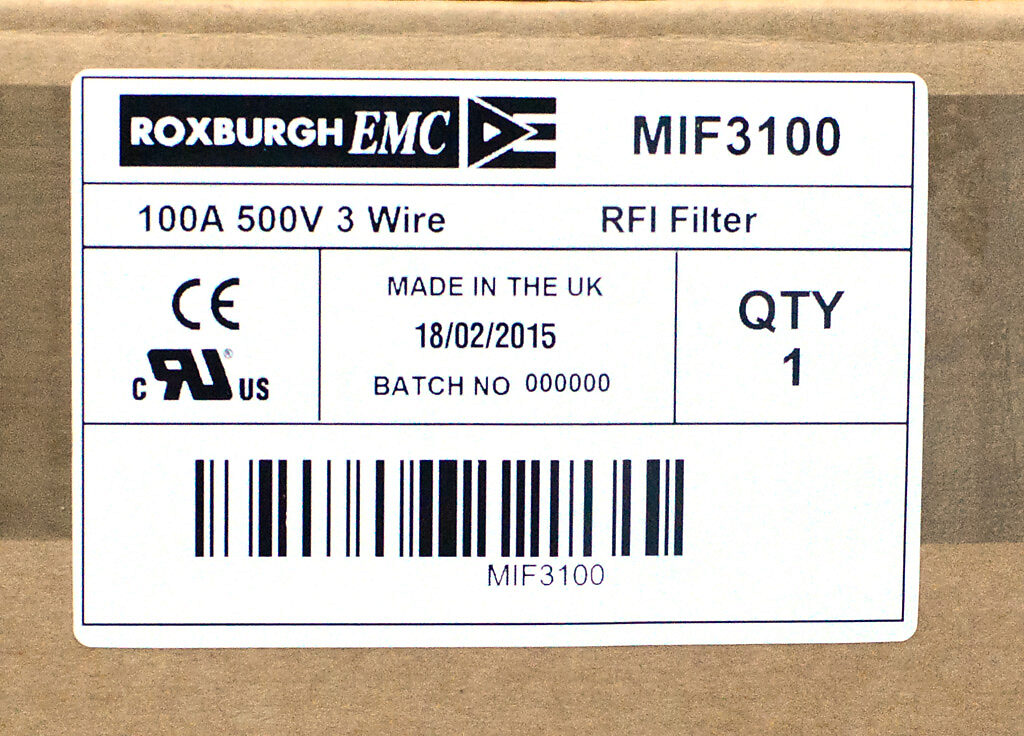 ROXBURGH EMC MIF3100
100A 500V 3 Wire RFI Filter
CE
MADE IN THE UK
18/02/2015
BATCH NO 000000
QTY
1
C RU® US
MIF3100